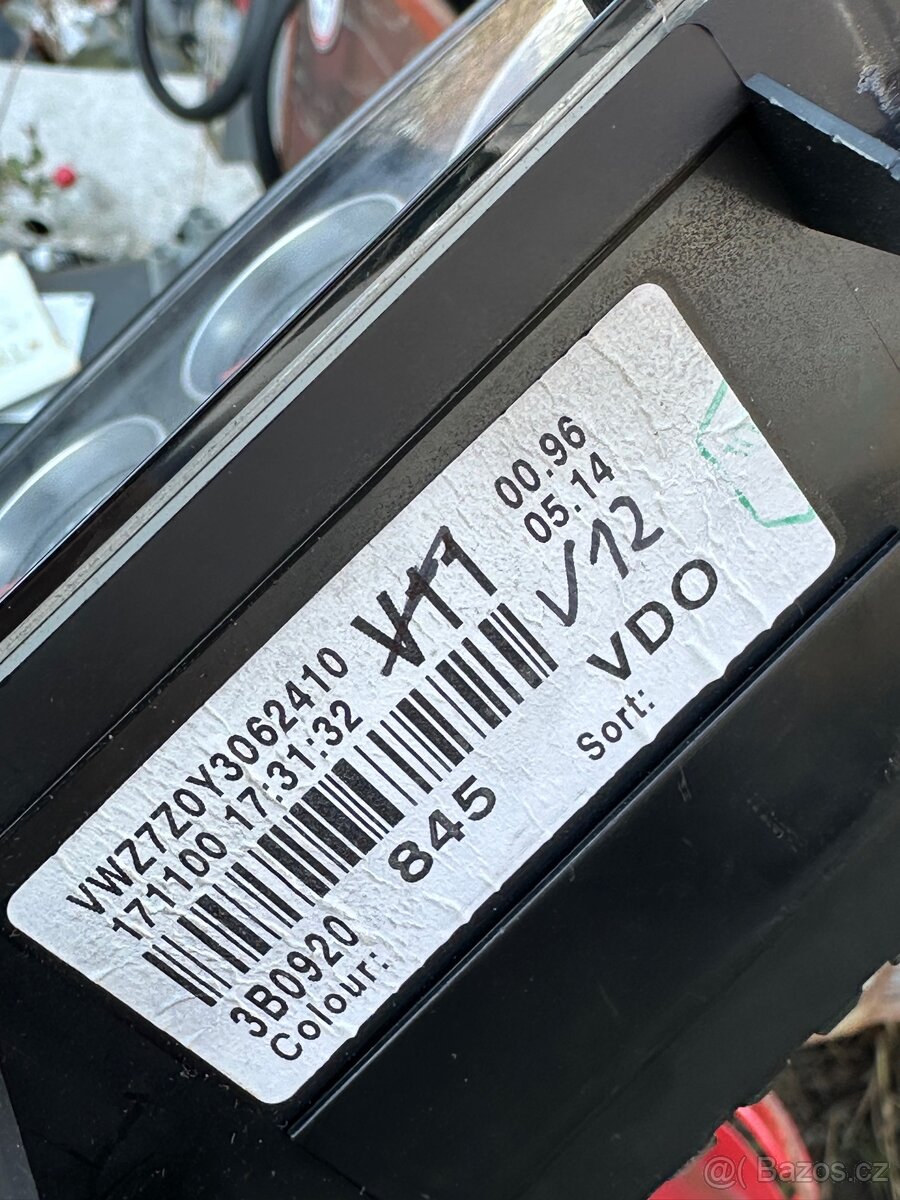 VWZ7Z0Y3062410 V11 00.96
171100 17:31:32 05.14
V12
3B0920 845 VDO
Colour: Sort:
@ Bazos.cz